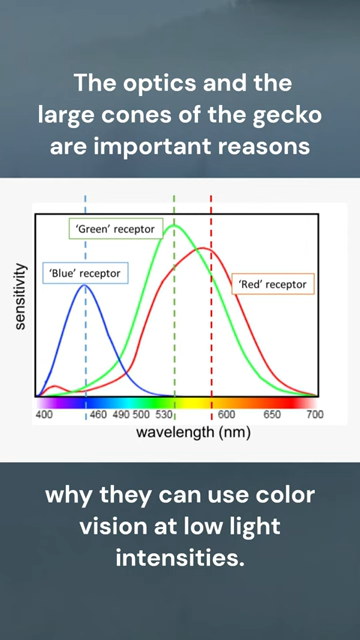 The optics and the
large cones of the gecko
are important reasons
'Green' receptor
'Blue' receptor
'Red' receptor
sensitivity
400 460 490 500 530 600 650 700
wavelength (nm)
why they can use color
vision at low light
intensities.